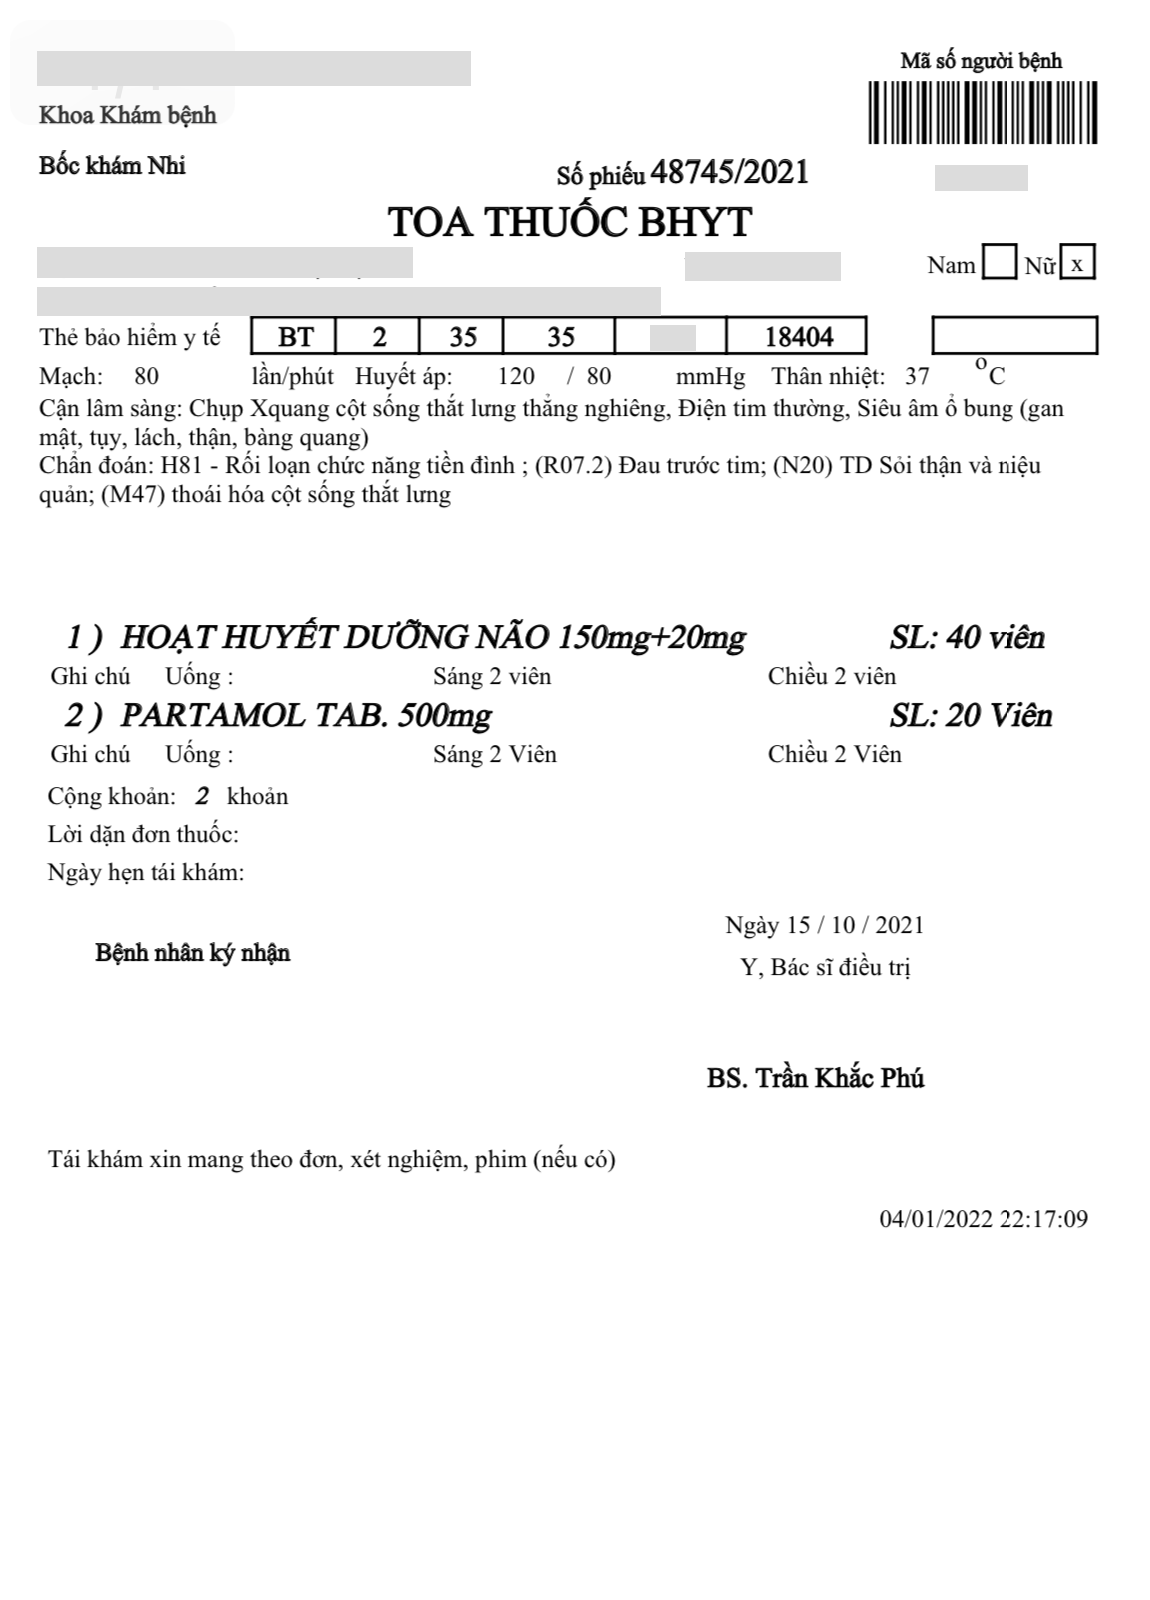 Mã số người bệnh
Khoa Khám bệnh
Bốc khám Nhi
Số phiếu 48745/2021
TOA THUỐC BHYT
Nam Nữ x
Thẻ bảo hiểm y tế BT 2 35 35 18404
Mạch: 80 lần/phút Huyết áp: 120 / 80 mmHg Thân nhiệt: 37 °C
Cận lâm sàng: Chụp Xquang cột sống thắt lưng thẳng nghiêng, Điện tim thường, Siêu âm ổ bung (gan
mật, tụy, lách, thận, bàng quang)
Chẩn đoán: H81 - Rối loạn chức năng tiền đình ; (R07.2) Đau trước tim; (N20) TD Sỏi thận và niệu
quản; (M47) thoái hóa cột sống thắt lưng
1 ) HOẠT HUYẾT DƯỠNG NÃO 150mg+20mg SL: 40 viên
Ghi chú Uống : Sáng 2 viên Chiều 2 viên
2 ) PARTAMOL TAB. 500mg SL: 20 Viên
Ghi chú Uống : Sáng 2 Viên Chiều 2 Viên
Cộng khoản: 2 khoản
Lời dặn đơn thuốc:
Ngày hẹn tái khám:
Ngày 15 / 10 / 2021
Bệnh nhân ký nhận
Y, Bác sĩ điều trị
BS. Trần Khắc Phú
Tái khám xin mang theo đơn, xét nghiệm, phim (nếu có)
04/01/2022 22:17:09